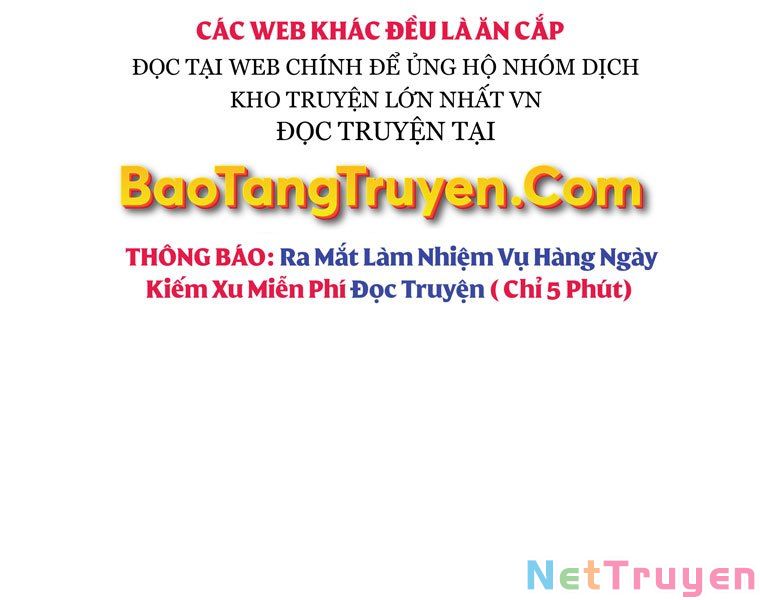 CÁC WEB KHÁC ĐỀU LÀ ĂN CẮP
ĐỌC TẠI WEB CHÍNH ĐỂ ỦNG HỘ NHÓM DỊCH
KHO TRUYỆN LỚN NHẤT VN
ĐỌC TRUYỆN TẠI
BaoTangTruyen.Com
THÔNG BÁO: Ra Mắt Làm Nhiệm Vụ Hàng Ngày
Kiếm Xu Miễn Phí Đọc Truyện ( Chỉ 5 Phút)
NetTruyen